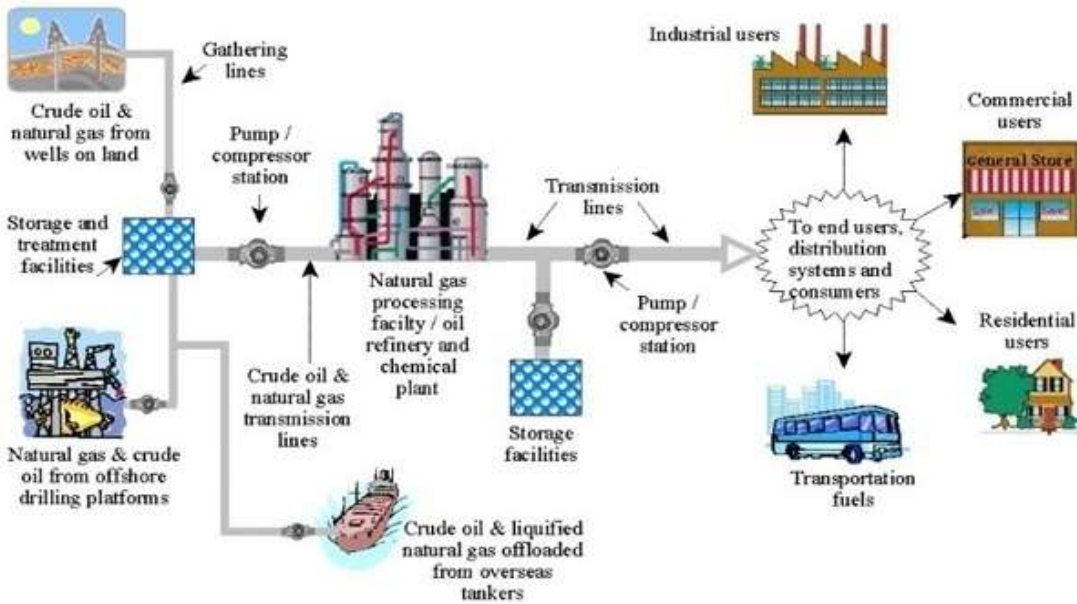 Gathering
lines
Crude oil &
natural gas from
wells on land
Pump /
compressor
station
Storage and
treatment
facilities
Natural gas & crude
oil from offshore
drilling platforms
Crude oil &
natural gas
transmission
lines
Natural gas
processing
facilty / oil
refinery and
chemical
plant
Crude oil & liquified
natural gas offloaded
from overseas
tankers
Transmission
lines
Pump /
compressor
station
Storage
facilities
Industrial users
Commercial
users
General Store
To end users,
distribution
systems and
consumers
Residential
users
Transportation
fuels